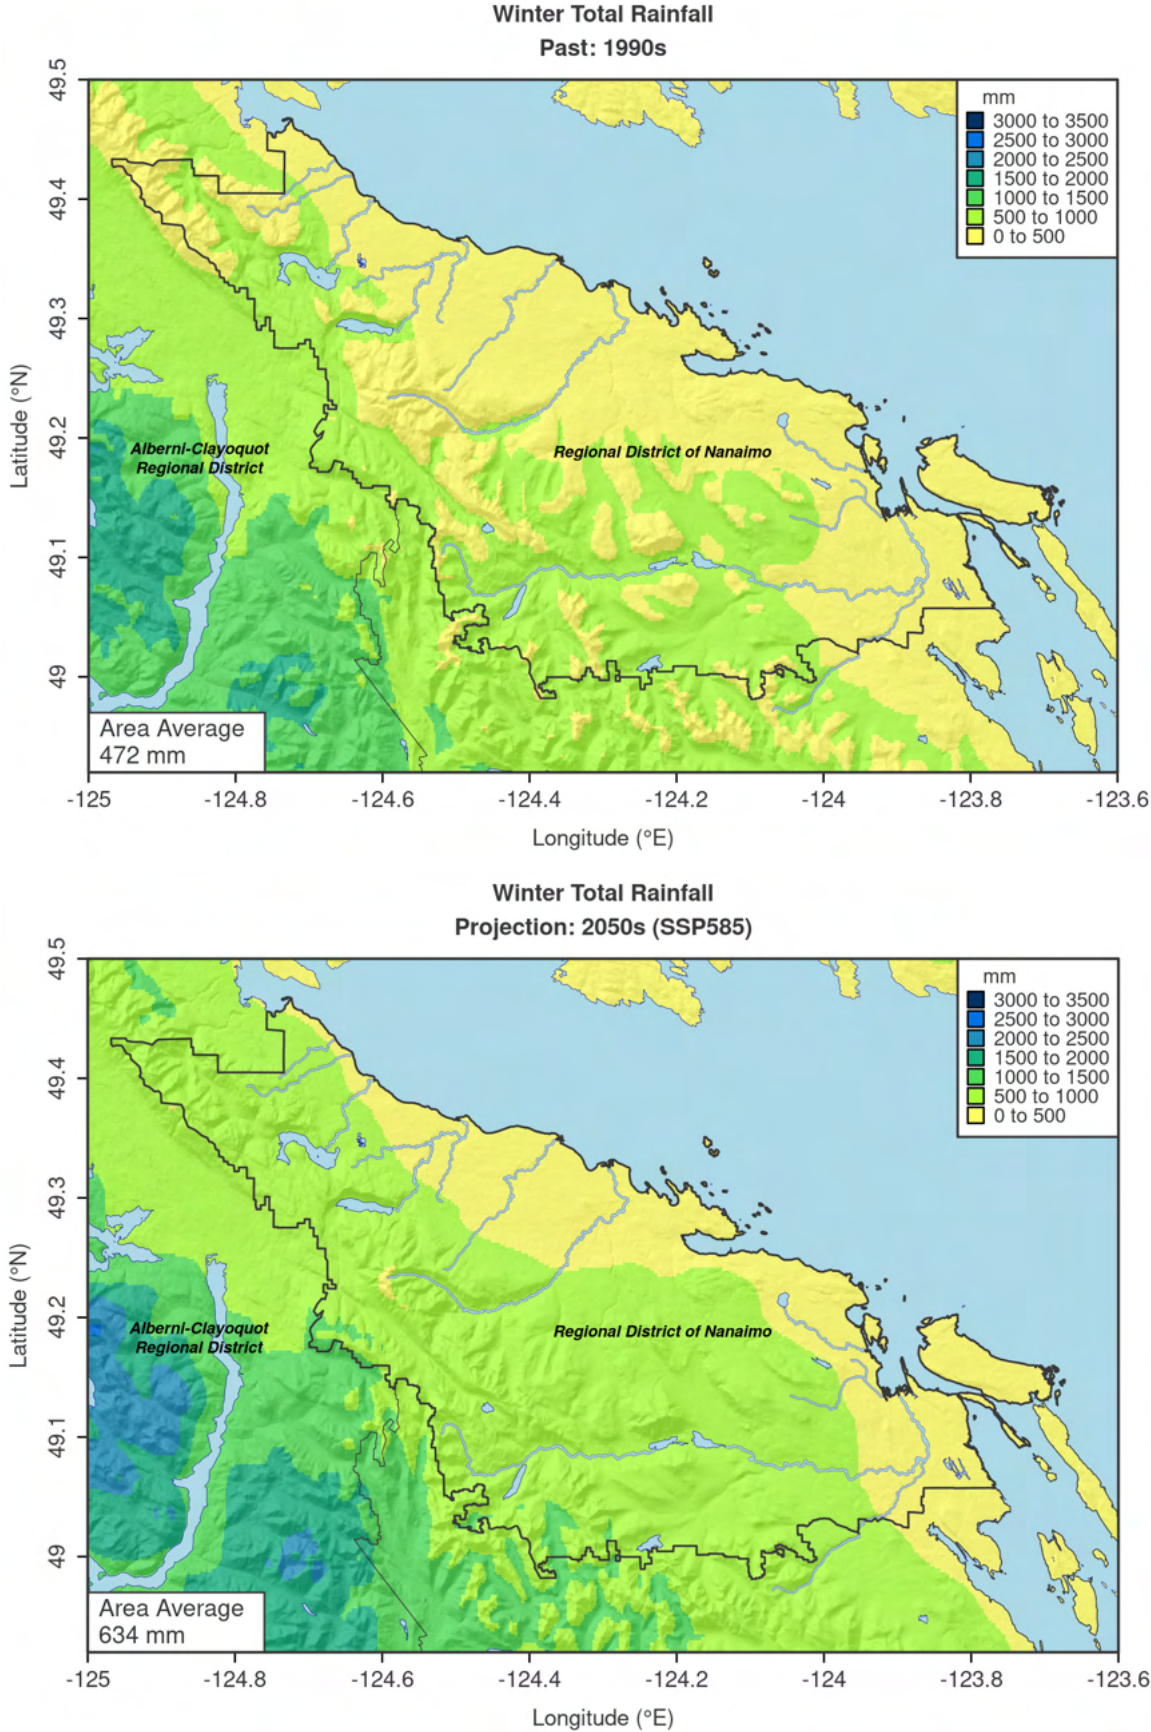 Winter Total Rainfall
Past: 1990s
mm
3000 to 3500
2500 to 3000
2000 to 2500
1500 to 2000
1000 to 1500
500 to 1000
0 to 500
49.5
49.4
49.3
49.2
49.1
49
Latitude (°N)
Alberni-Clayoquot
Regional District
Regional District of Nanaimo
Area Average
472 mm
-125
-124.8
-124.6
-124.4
-124.2
-124
-123.8
-123.6
Longitude (°E)
Winter Total Rainfall
Projection: 2050s (SSP585)
mm
3000 to 3500
2500 to 3000
2000 to 2500
1500 to 2000
1000 to 1500
500 to 1000
0 to 500
49.5
49.4
49.3
49.2
49.1
49
Latitude (°N)
Alberni-Clayoquot
Regional District
Regional District of Nanaimo
Area Average
634 mm
-125
-124.8
-124.6
-124.4
-124.2
-124
-123.8
-123.6
Longitude (°E)